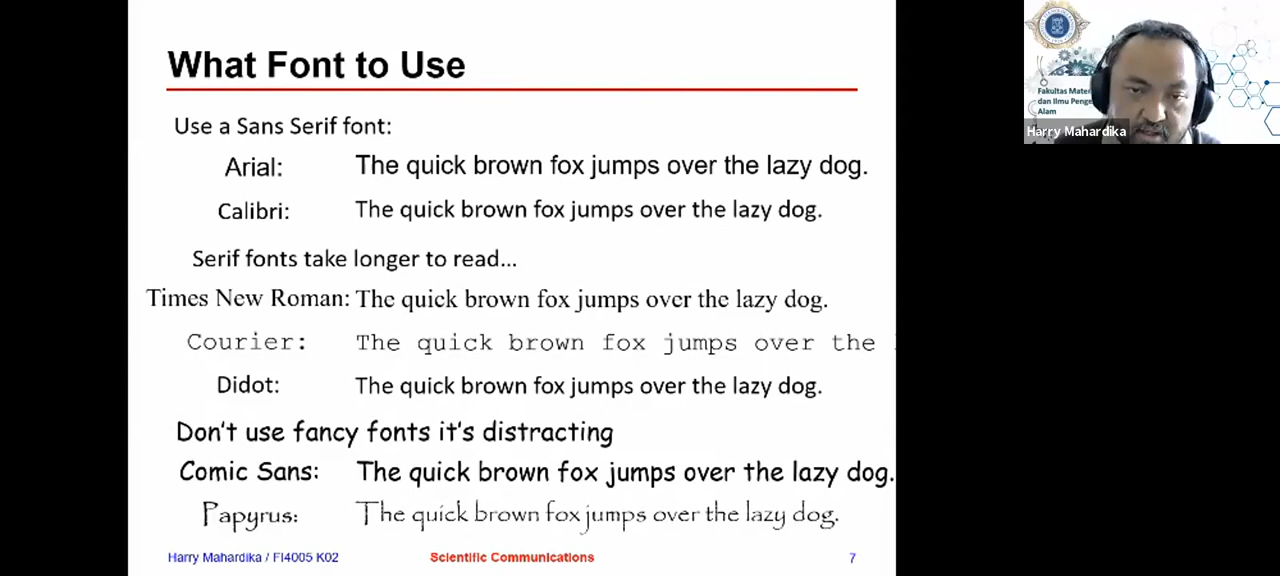 What Font to Use
Use a Sans Serif font:
Arial: The quick brown fox jumps over the lazy dog.
Calibri: The quick brown fox jumps over the lazy dog.
Serif fonts take longer to read...
Times New Roman: The quick brown fox jumps over the lazy dog.
Courier: The quick brown fox jumps over the
Didot: The quick brown fox jumps over the lazy dog.
Don't use fancy fonts it's distracting
Comic Sans: The quick brown fox jumps over the lazy dog.
Papyrus: The quick brown fox jumps over the lazy dog.
Harry Mahardika / FI4005 K02 Scientific Communications 7
Fakultas
dan Ilmu
Alam
Harry Mahardika